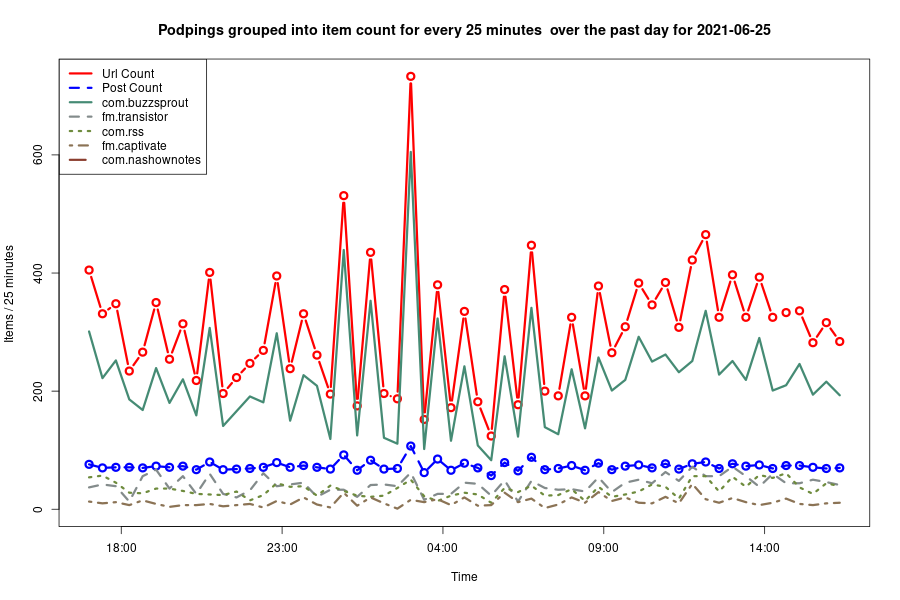 Podpings grouped into item count for every 25 minutes  over the past day for 2021-06-25
Url Count
Post Count
com.buzzsprout
fm.transistor
com.rss
fm.captivate
com.nashownotes
Items / 25 minutes
600
400
200
0
18:00 23:00 04:00 09:00 14:00
Time